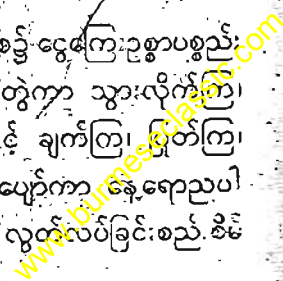 စ၌ ငွေကြေးဥစ္စာပစ္စည်း
တွဲကာ သွားလိုက်ကြ၊
င့် ချက်ကြ၊ ပြုတ်ကြ၊
ပျော်ကာ နေ့ရောညပါ
လွတ်လပ်ခြင်းစည်းစိမ်
www.burmeseclassic.com